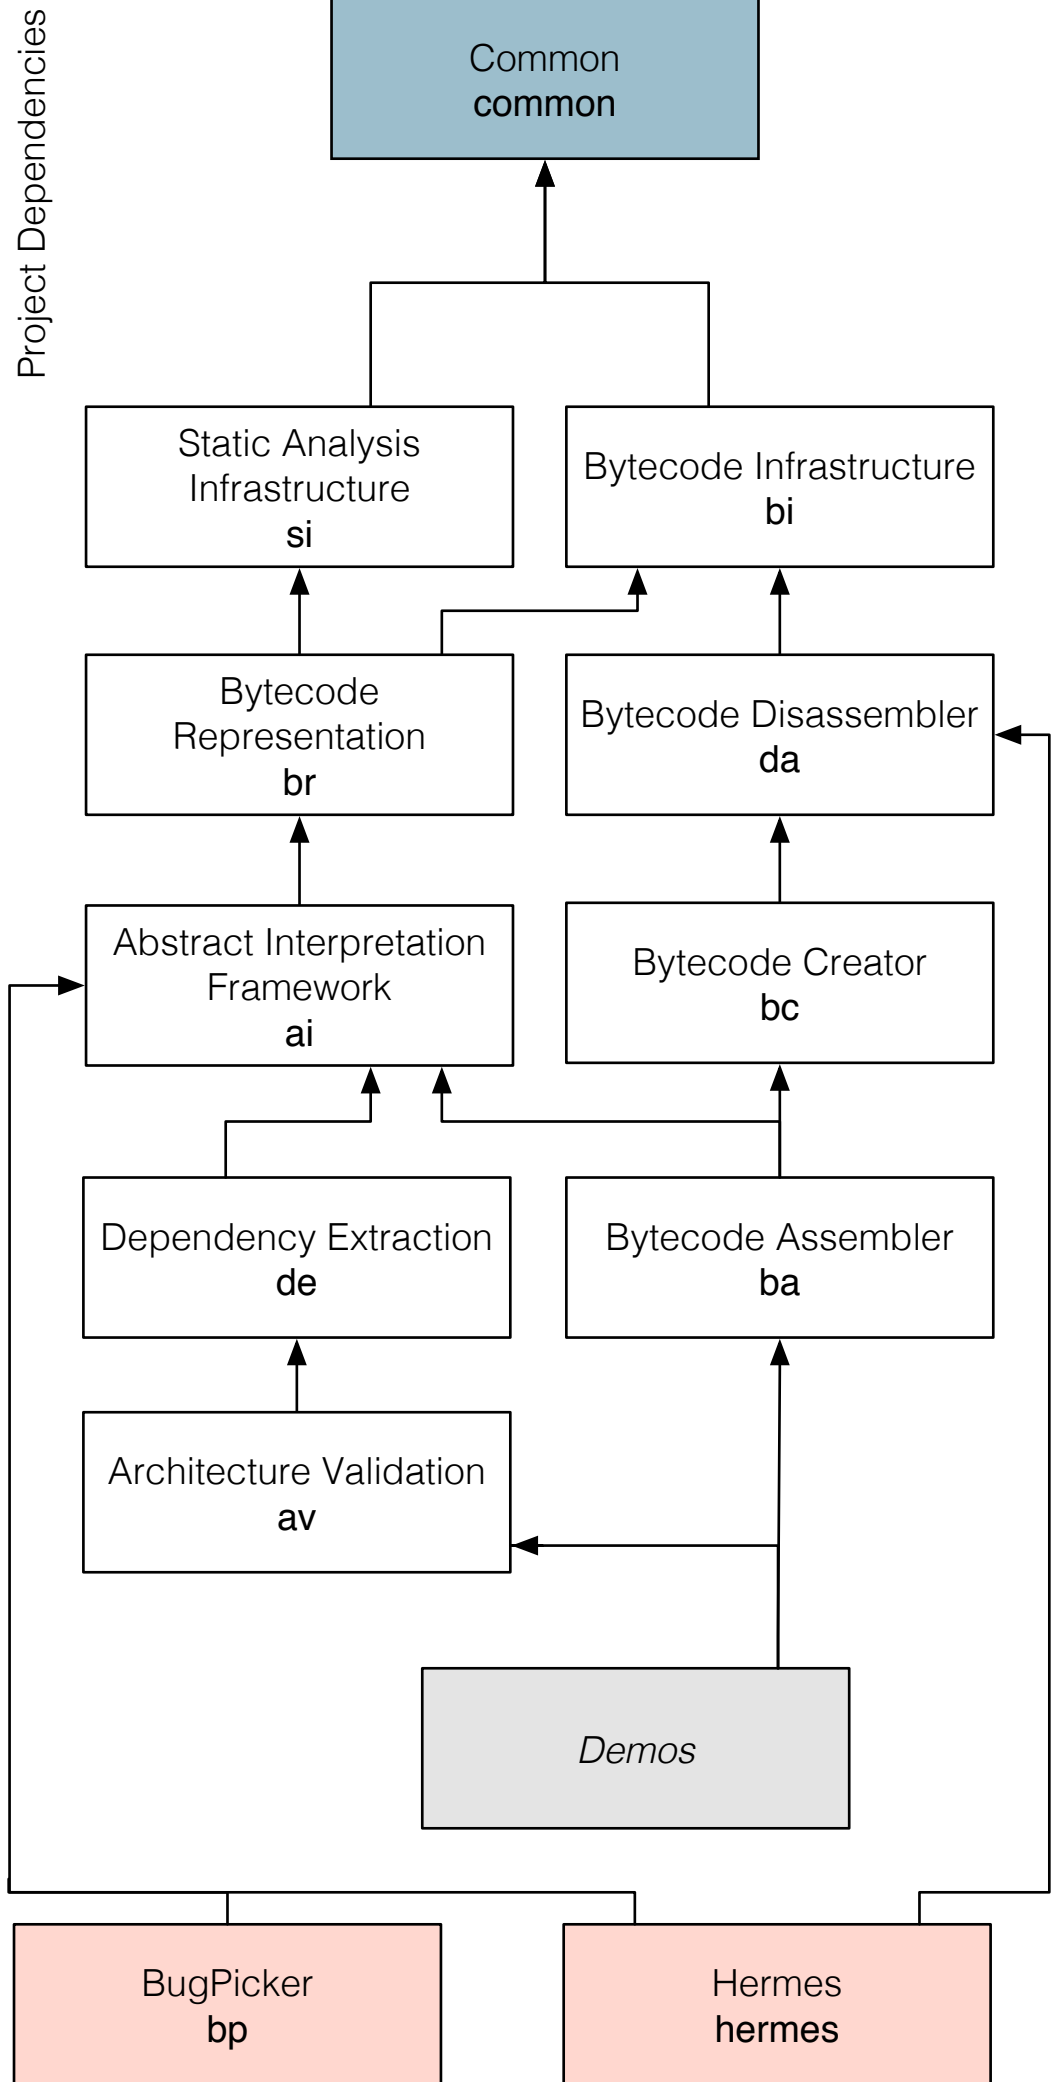 Project Dependencies
Common
common
Static Analysis
Infrastructure
si
Bytecode Infrastructure
bi
Bytecode
Representation
br
Bytecode Disassembler
da
Abstract Interpretation
Framework
ai
Bytecode Creator
bc
Dependency Extraction
de
Bytecode Assembler
ba
Architecture Validation
av
Demos
BugPicker
bp
Hermes
hermes